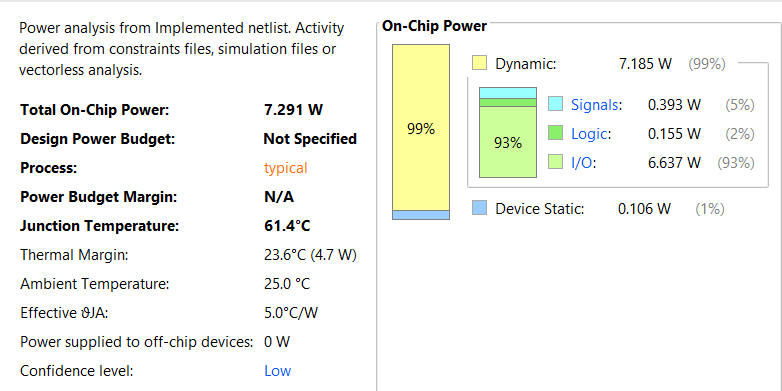 Power analysis from Implemented netlist. Activity
derived from constraints files, simulation files or
vectorless analysis.
Total On-Chip Power: 7.291 W
Design Power Budget: Not Specified
Process: typical
Power Budget Margin: N/A
Junction Temperature: 61.4°C
Thermal Margin: 23.6°C (4.7 W)
Ambient Temperature: 25.0 °C
Effective ϑJA: 5.0°C/W
Power supplied to off-chip devices: 0 W
Confidence level: Low
On-Chip Power
Dynamic: 7.185 W (99%)
Signals: 0.393 W (5%)
Logic: 0.155 W (2%)
I/O: 6.637 W (93%)
Device Static: 0.106 W (1%)
99%
93%